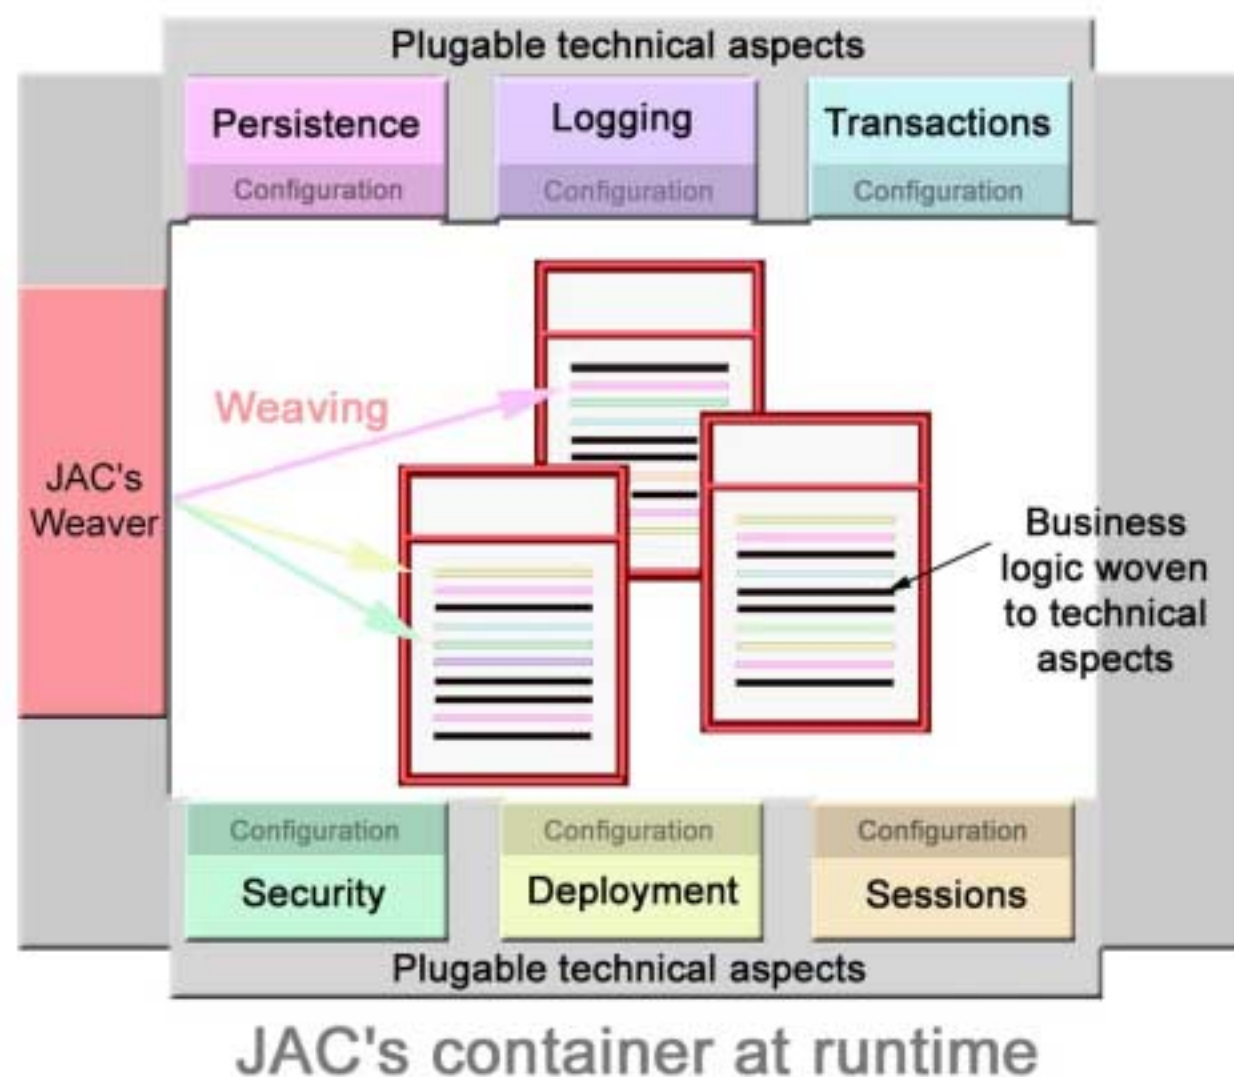 Plugable technical aspects
Persistence
Configuration
Logging
Configuration
Transactions
Configuration
Weaving
JAC's
Weaver
Business
logic woven
to technical
aspects
Configuration
Security
Configuration
Deployment
Configuration
Sessions
Plugable technical aspects
JAC's container at runtime